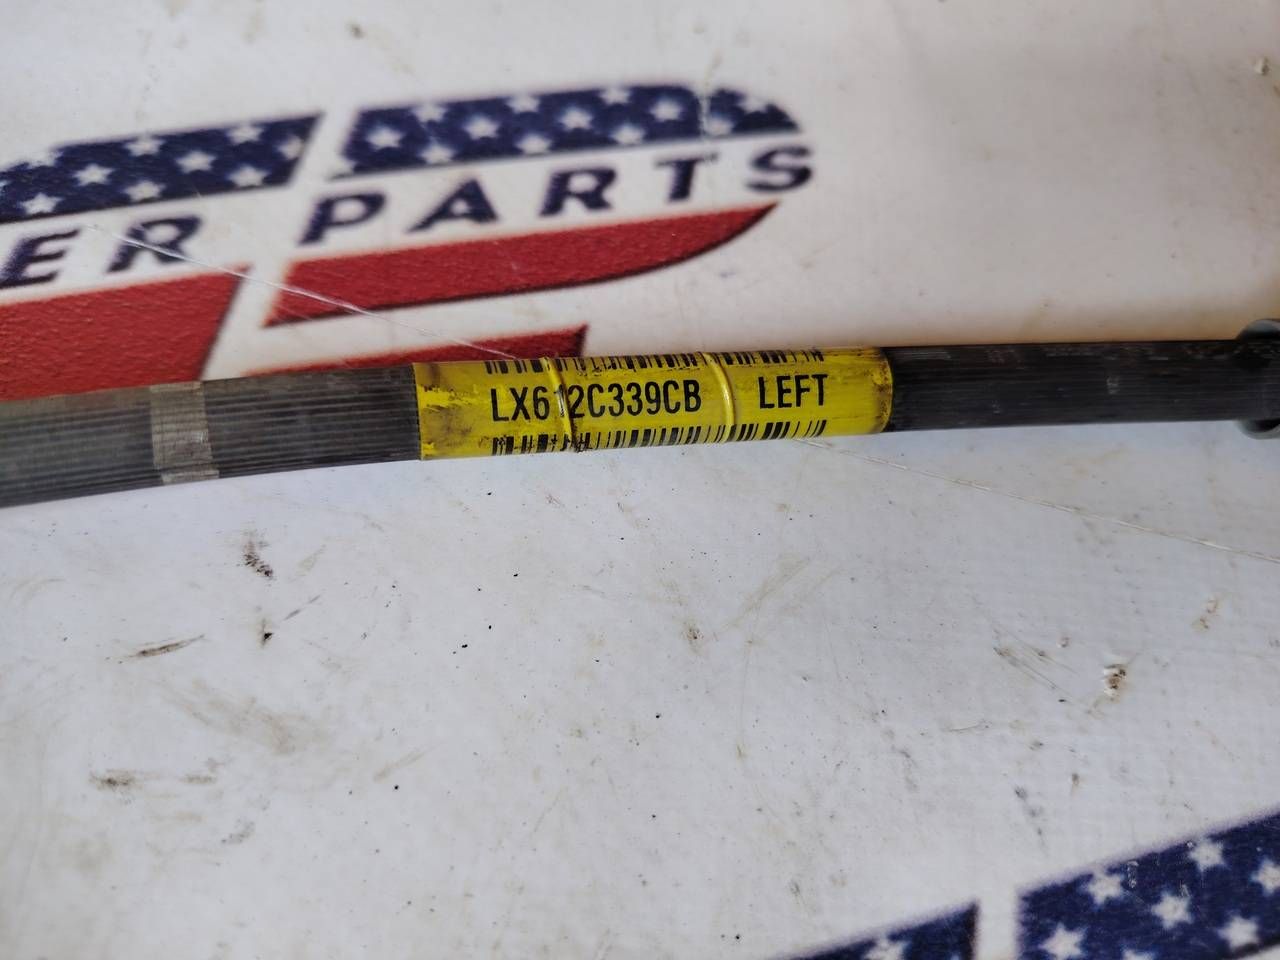 ER PARTS
LX612C339CB LEFT